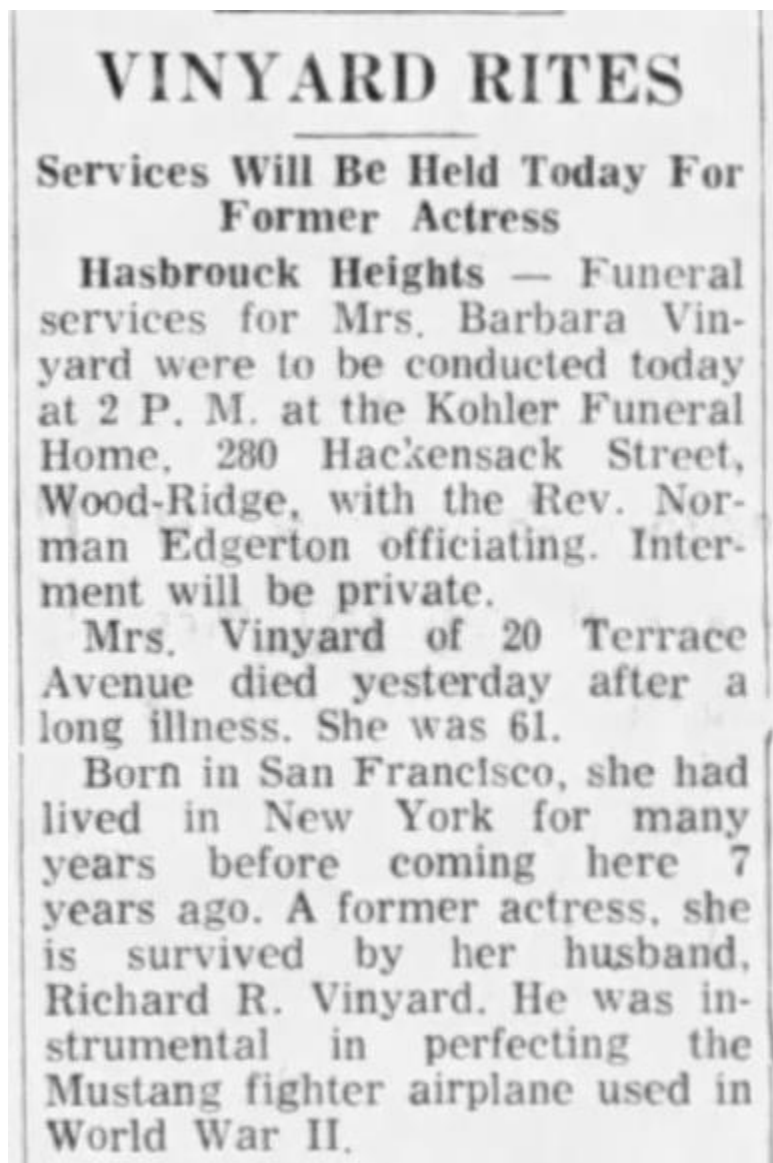 VINYARD RITES
Services Will Be Held Today For
Former Actress
Hasbrouck Heights — Funeral
services for Mrs. Barbara Vin-
yard were to be conducted today
at 2 P. M. at the Kohler Funeral
Home, 280 Hackensack Street,
Wood-Ridge, with the Rev. Nor-
man Edgerton officiating. Inter-
ment will be private.
Mrs. Vinyard of 20 Terrace
Avenue died yesterday after a
long illness. She was 61.
Born in San Francisco, she had
lived in New York for many
years before coming here 7
years ago. A former actress, she
is survived by her husband,
Richard R. Vinyard. He was in-
strumental in perfecting the
Mustang fighter airplane used in
World War II.